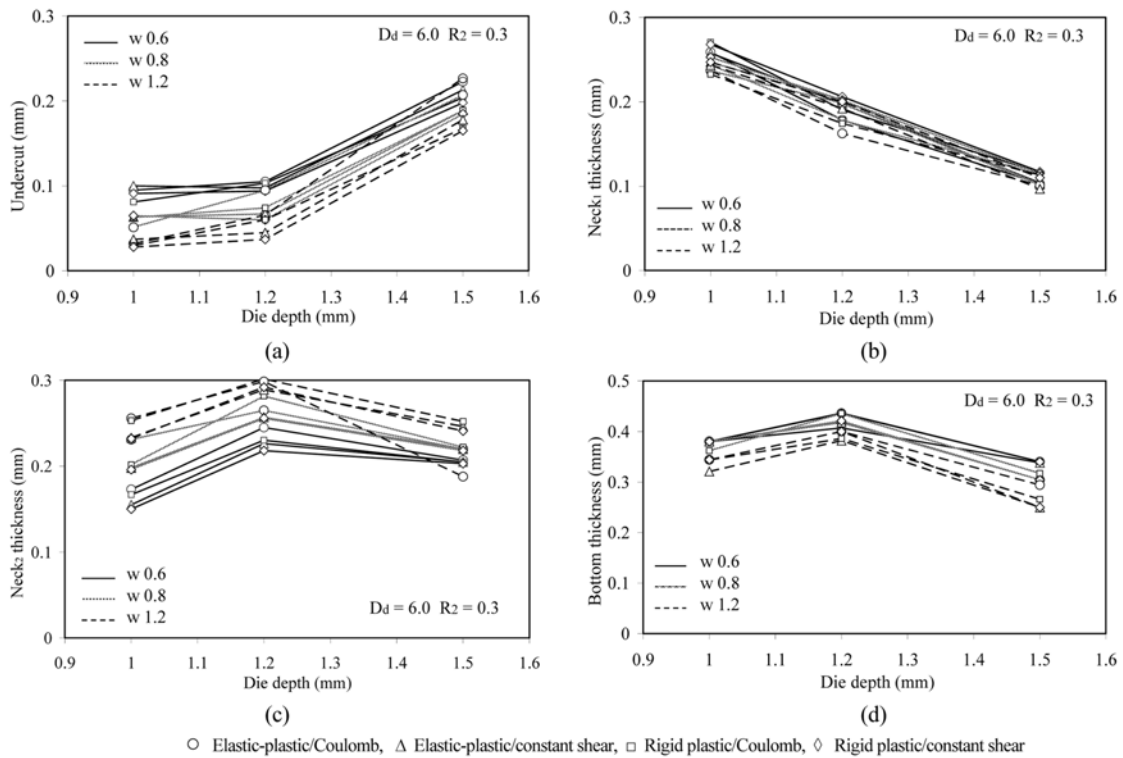 0.3
0.2
0.1
0
Undercut (mm)
w 0.6
w 0.8
w 1.2
Dd = 6.0 R2 = 0.3
0.9 1 1.1 1.2 1.3 1.4 1.5 1.6
Die depth (mm)
(a)
0.3
0.2
0.1
0
Neck1 thickness (mm)
Dd = 6.0 R2 = 0.3
w 0.6
w 0.8
w 1.2
0.9 1 1.1 1.2 1.3 1.4 1.5 1.6
Die depth (mm)
(b)
0.3
0.2
0.1
0
Neck2 thickness (mm)
w 0.6
w 0.8
w 1.2
Dd = 6.0 R2 = 0.3
0.9 1 1.1 1.2 1.3 1.4 1.5 1.6
Die depth (mm)
(c)
0.5
0.4
0.3
0.2
0.1
0
Bottom thickness (mm)
Dd = 6.0 R2 = 0.3
w 0.6
w 0.8
w 1.2
0.9 1 1.1 1.2 1.3 1.4 1.5 1.6
Die depth (mm)
(d)
Elastic-plastic/Coulomb, Elastic-plastic/constant shear, Rigid plastic/Coulomb, Rigid plastic/constant shear